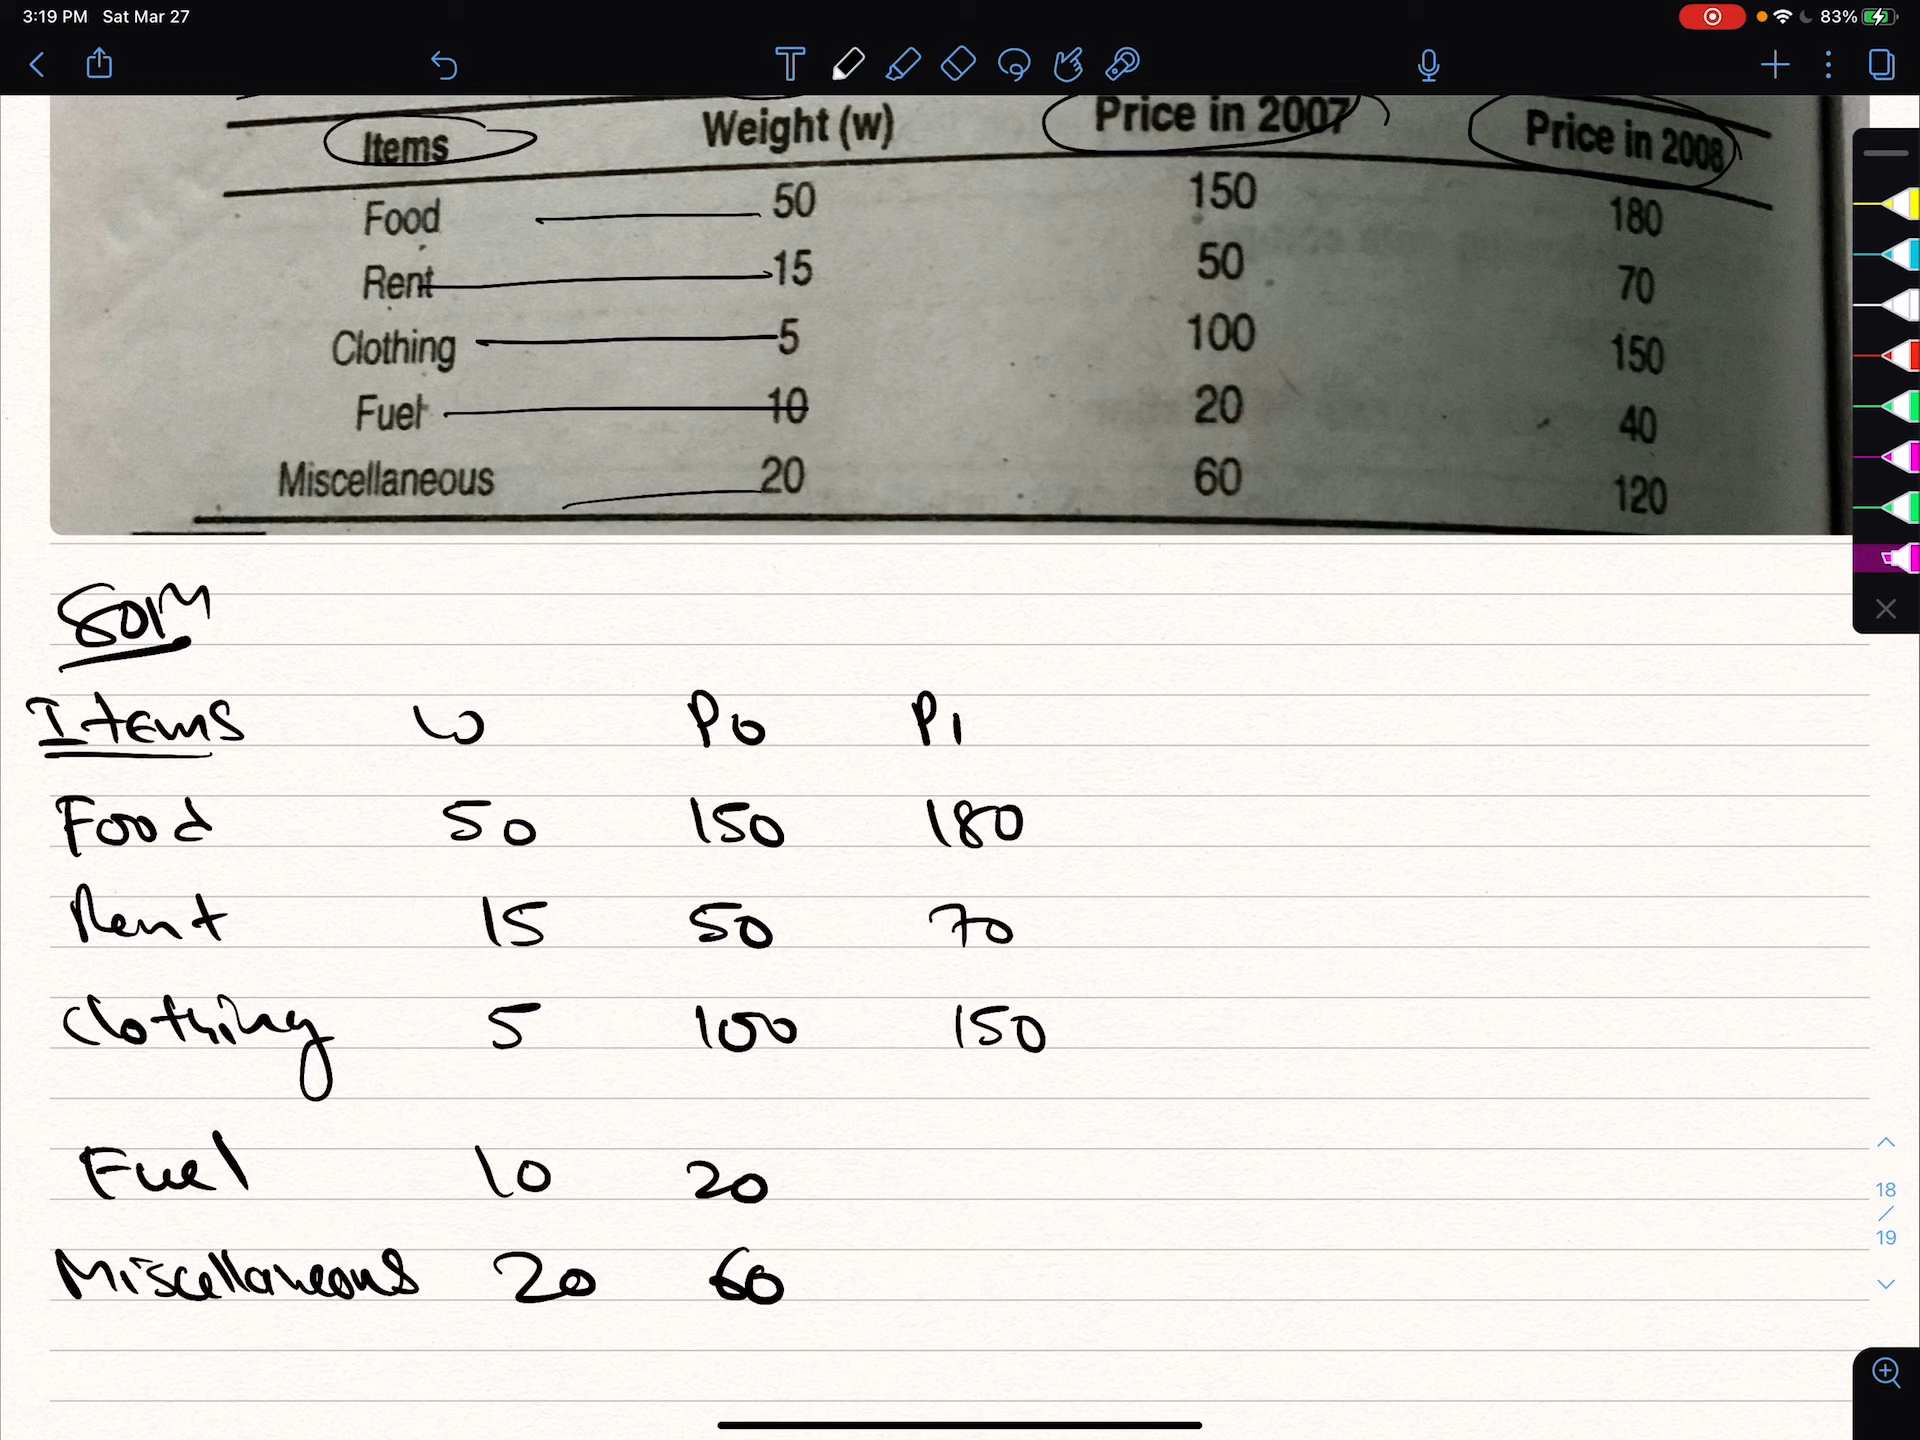 3:19 PM Sat Mar 27 83%
Items Weight (w) Price in 2007 Price in 2008
Food 50 150 180
Rent 15 50 70
Clothing 5 100 150
Fuel 10 20 40
Miscellaneous 20 60 120
Soln
Items W P0 P1
Food 50 150 180
Rent 15 50 70
Clothing 5 100 150
Fuel 10 20
Miscellaneous 20 60
18
/
19